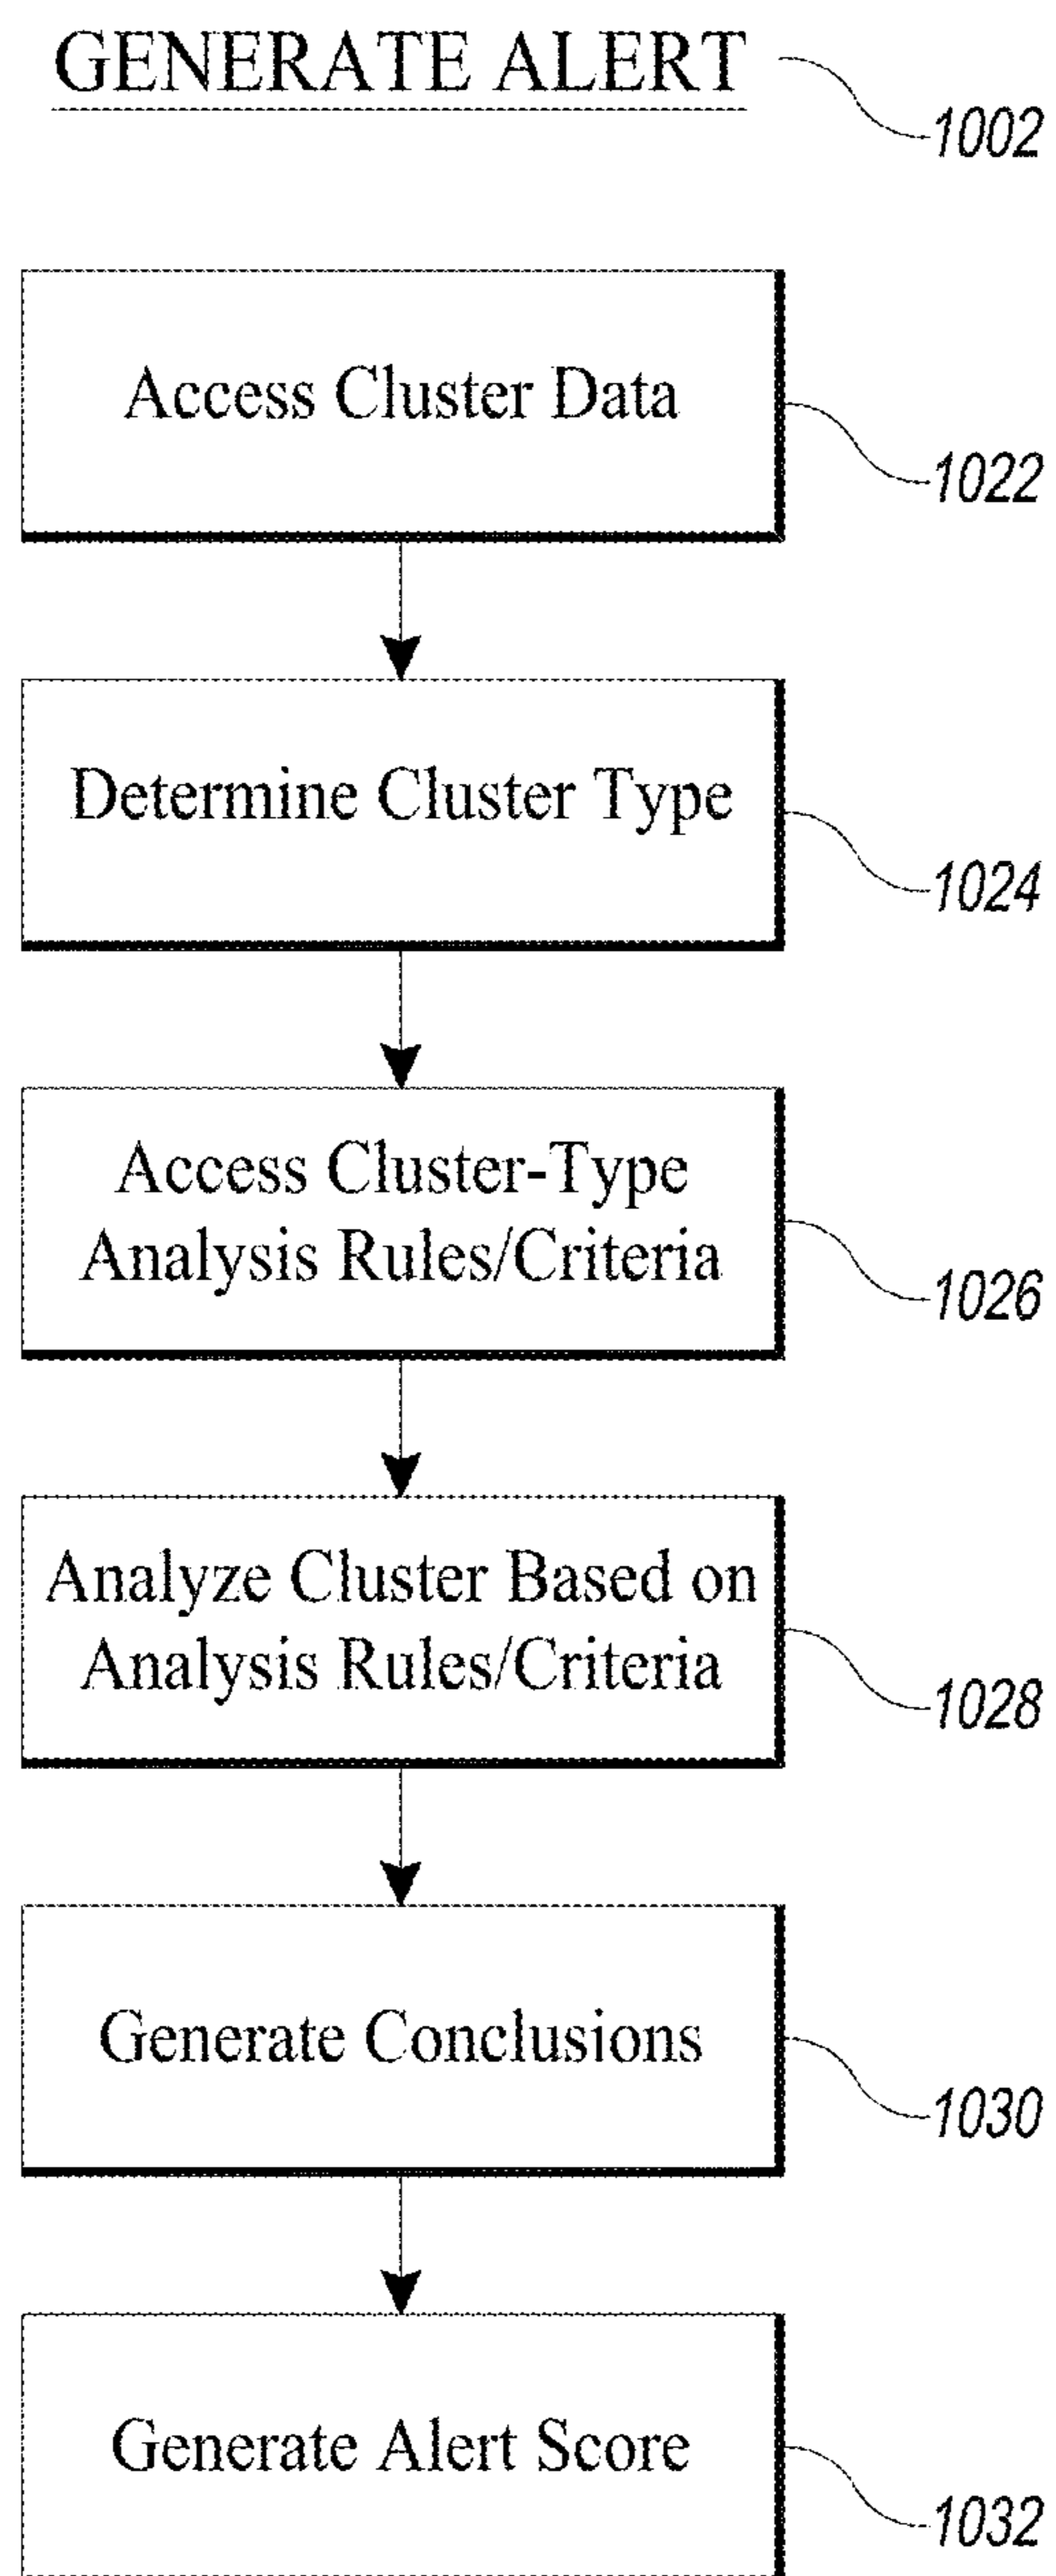 GENERATE ALERT
1002
Access Cluster Data
1022
Determine Cluster Type
1024
Access Cluster-Type
Analysis Rules/Criteria
1026
Analyze Cluster Based on
Analysis Rules/Criteria
1028
Generate Conclusions
1030
Generate Alert Score
1032